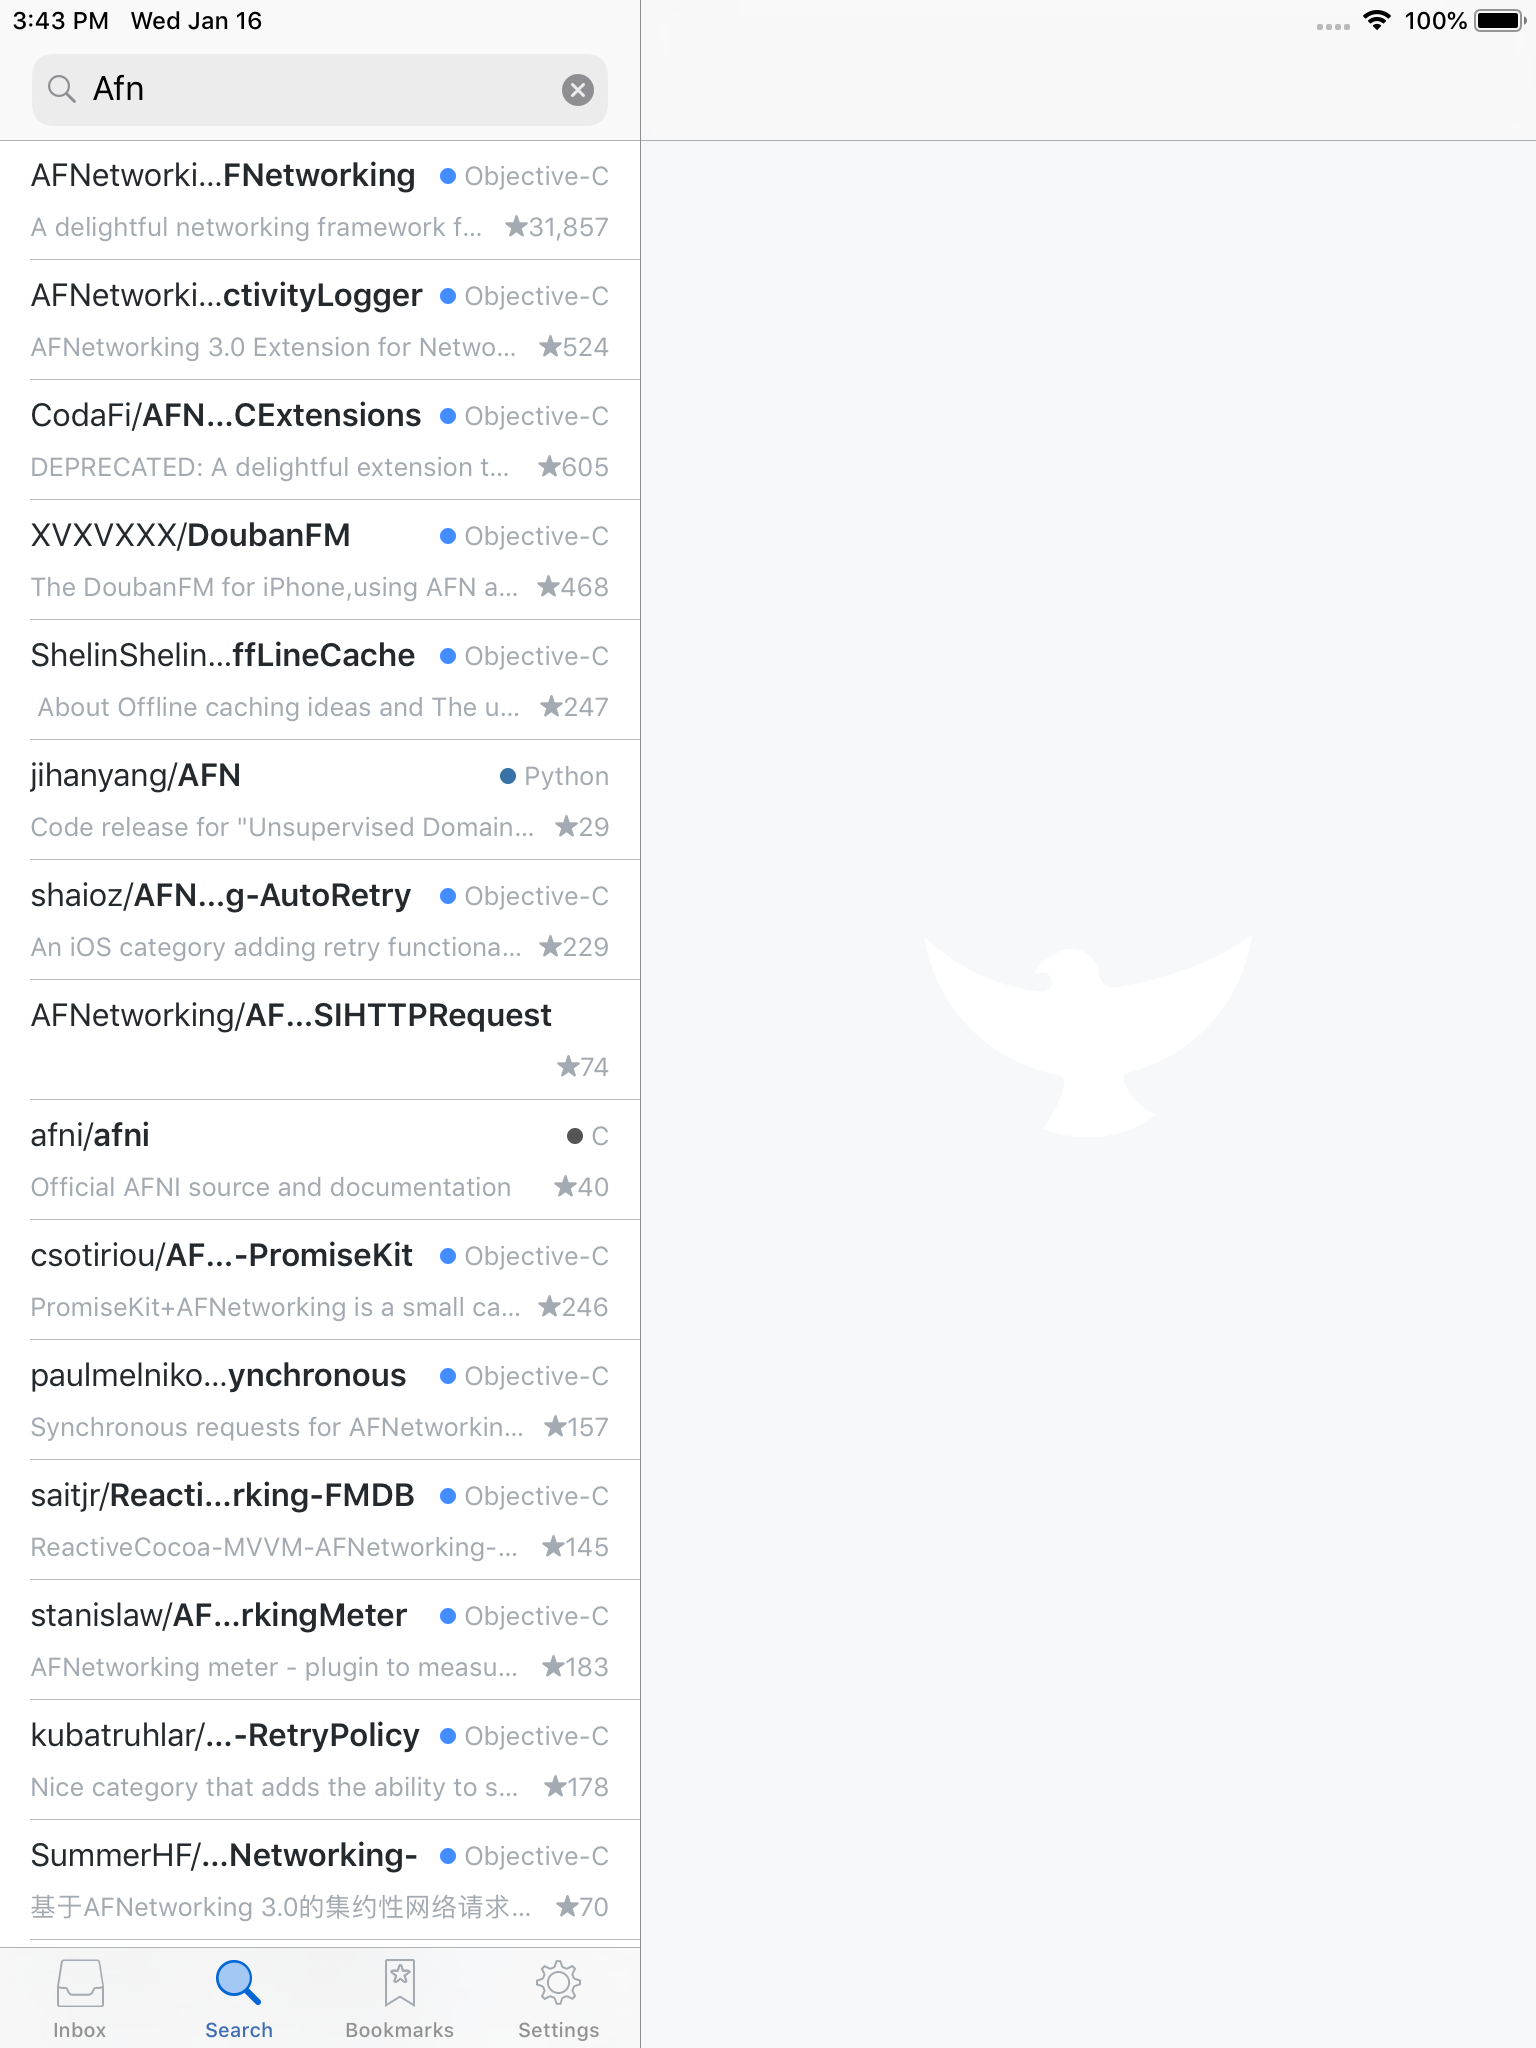 3:43 PM Wed Jan 16 100%
Afn
AFNetworki...FNetworking Objective-C
A delightful networking framework f... ★31,857
AFNetworki...ctivityLogger Objective-C
AFNetworking 3.0 Extension for Netwo... ★524
CodaFi/AFN...CExtensions Objective-C
DEPRECATED: A delightful extension t... ★605
XVXVXXX/DoubanFM Objective-C
The DoubanFM for iPhone,using AFN a... ★468
ShelinShelin...ffLineCache Objective-C
About Offline caching ideas and The u... ★247
jihanyang/AFN Python
Code release for "Unsupervised Domain... ★29
shaioz/AFN...g-AutoRetry Objective-C
An iOS category adding retry functiona... ★229
AFNetworking/AF...SIHTTPRequest
★74
afni/afni C
Official AFNI source and documentation ★40
csotiriou/AF...-PromiseKit Objective-C
PromiseKit+AFNetworking is a small ca... ★246
paulmelniko...ynchronous Objective-C
Synchronous requests for AFNetworkin... ★157
saitjr/Reacti...rking-FMDB Objective-C
ReactiveCocoa-MVVM-AFNetworking-... ★145
stanislaw/AF...rkingMeter Objective-C
AFNetworking meter - plugin to measu... ★183
kubatruhlar/...-RetryPolicy Objective-C
Nice category that adds the ability to s... ★178
SummerHF/...Networking- Objective-C
基于AFNetworking 3.0的集约性网络请求... ★70
Inbox Search Bookmarks Settings